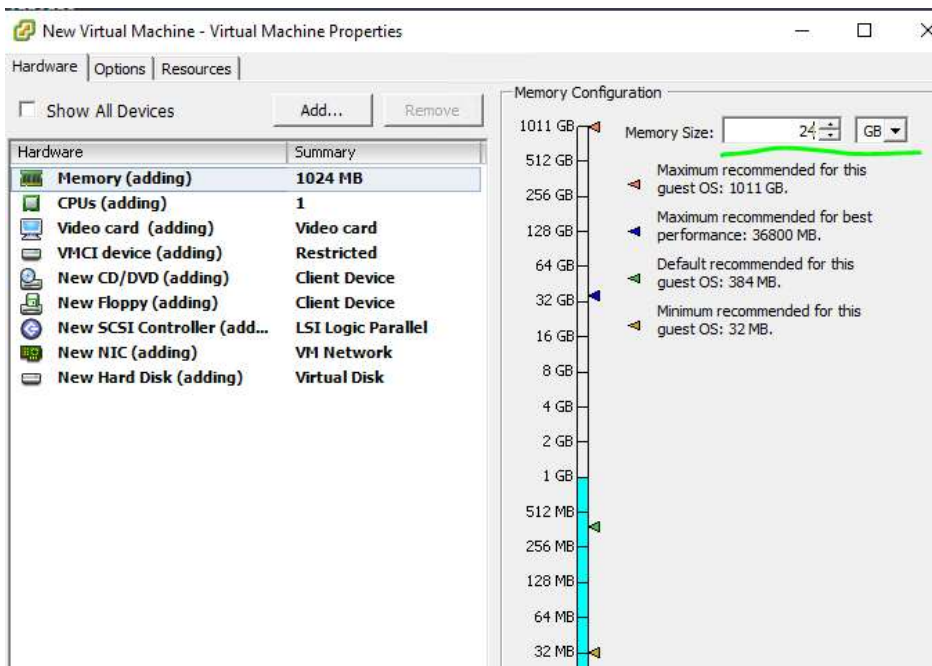 New Virtual Machine - Virtual Machine Properties
Hardware
Options
Resources
Show All Devices
Add...
Remove
Hardware
Summary
Memory (adding)
1024 MB
CPUs (adding)
1
Video card (adding)
Video card
VMCI device (adding)
Restricted
New CD/DVD (adding)
Client Device
New Floppy (adding)
Client Device
New SCSI Controller (add...
LSI Logic Parallel
New NIC (adding)
VM Network
New Hard Disk (adding)
Virtual Disk
Memory Configuration
Memory Size:
24
GB
1011 GB
512 GB
256 GB
128 GB
64 GB
32 GB
16 GB
8 GB
4 GB
2 GB
1 GB
512 MB
256 MB
128 MB
64 MB
32 MB
Maximum recommended for this
guest OS: 1011 GB.
Maximum recommended for best
performance: 36800 MB.
Default recommended for this
guest OS: 384 MB.
Minimum recommended for this
guest OS: 32 MB.